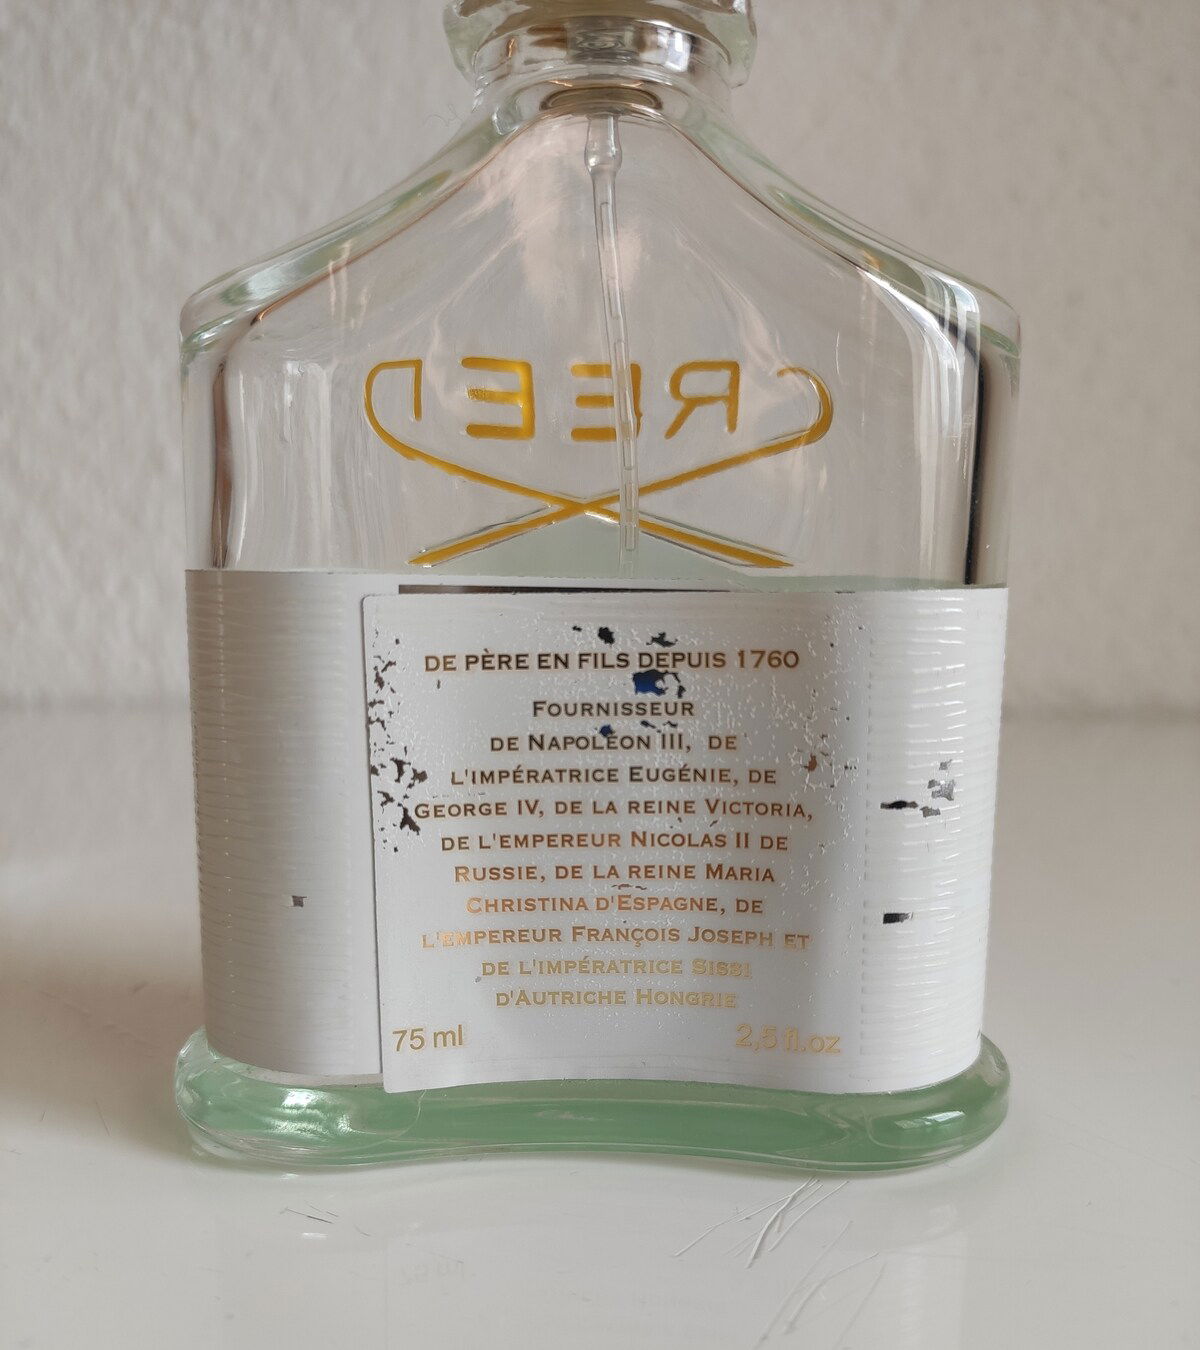 CREED
DE PÈRE EN FILS DEPUIS 1760
FOURNISSEUR
DE NAPOLÉON III, DE
L'IMPÉRATRICE EUGÉNIE, DE
GEORGE IV, DE LA REINE VICTORIA,
DE L'EMPEREUR NICOLAS II DE
RUSSIE, DE LA REINE MARIA
CHRISTINA D'ESPAGNE, DE
L'EMPEREUR FRANÇOIS JOSEPH ET
DE L'IMPÉRATRICE SISSI
D'AUTRICHE HONGRIE
75 ml 2,5 fl.oz